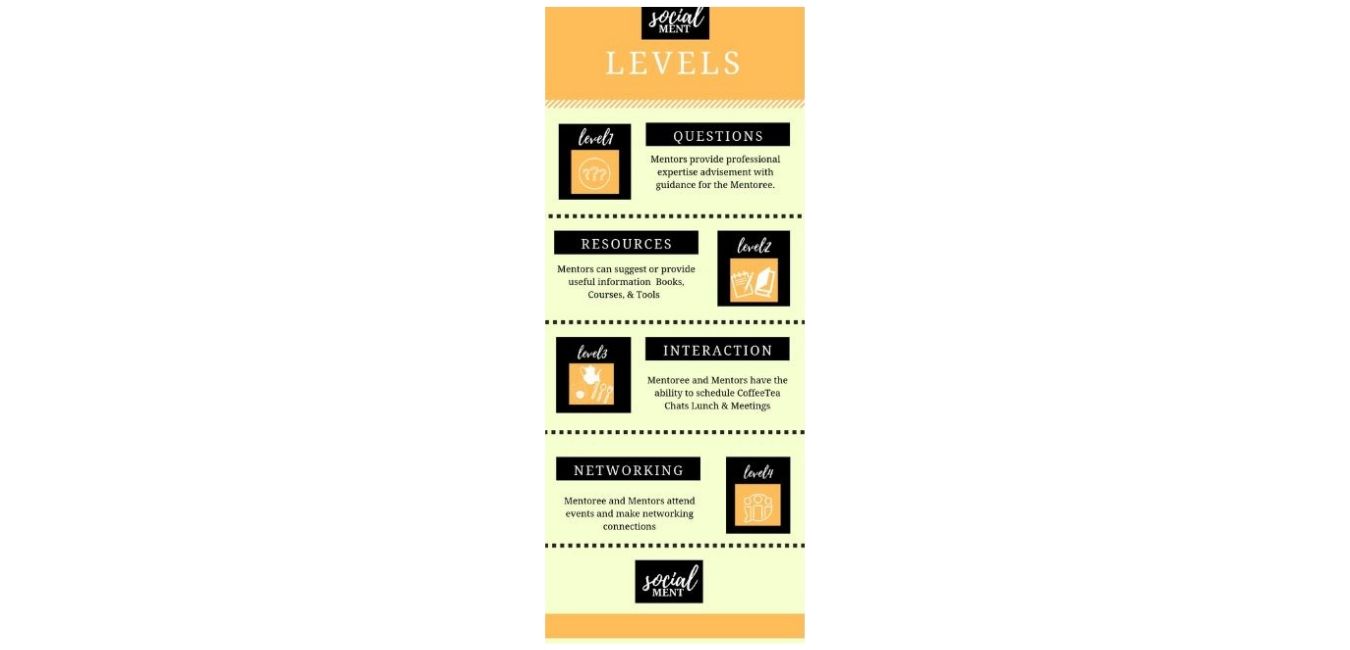 social
MENT
LEVELS
level1
QUESTIONS
???
Mentors provide professional
expertise advisement with
guidance for the Mentoree.
RESOURCES
level2
Mentors can suggest or provide
useful information Books,
Courses, & Tools
level3
INTERACTION
Mentoree and Mentors have the
ability to schedule CoffeeTea
Chats Lunch & Meetings
NETWORKING
level4
Mentoree and Mentors attend
events and make networking
connections
social
MENT